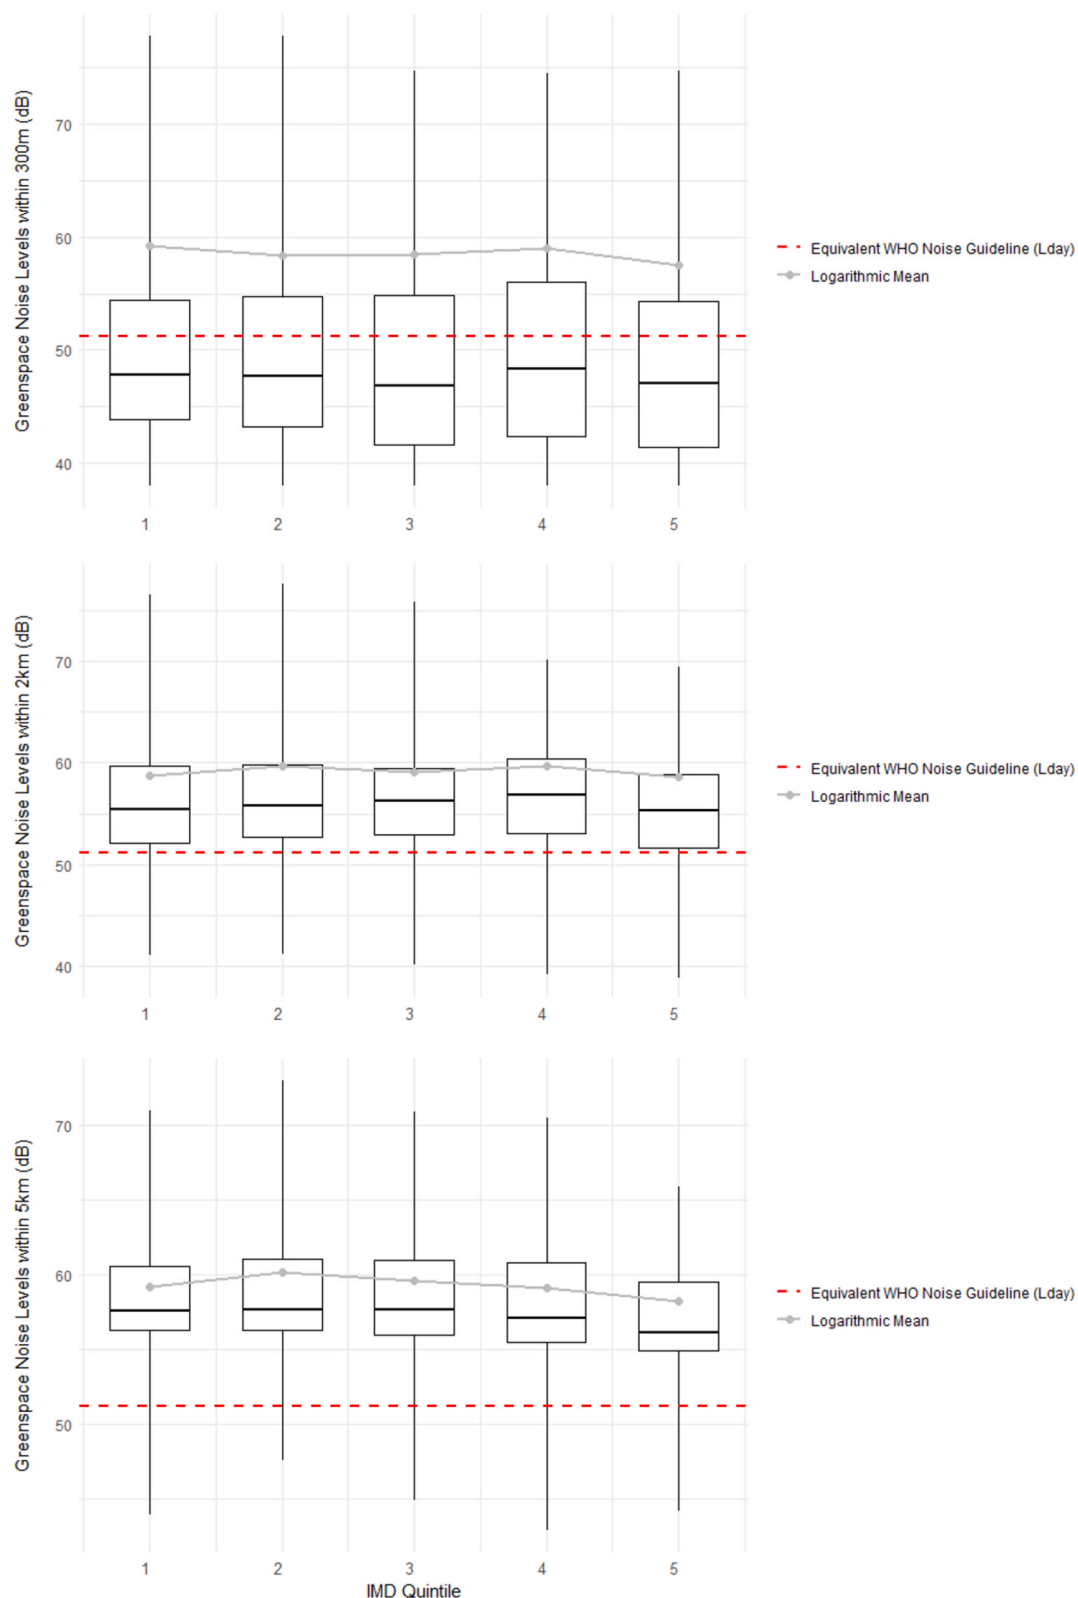 Greenspace Noise Levels within 300m (dB)
70
60
50
40
1 2 3 4 5
Equivalent WHO Noise Guideline (Lday)
Logarithmic Mean
Greenspace Noise Levels within 2km (dB)
70
60
50
40
1 2 3 4 5
Equivalent WHO Noise Guideline (Lday)
Logarithmic Mean
Greenspace Noise Levels within 5km (dB)
70
60
50
1 2 3 4 5
IMD Quintile
Equivalent WHO Noise Guideline (Lday)
Logarithmic Mean